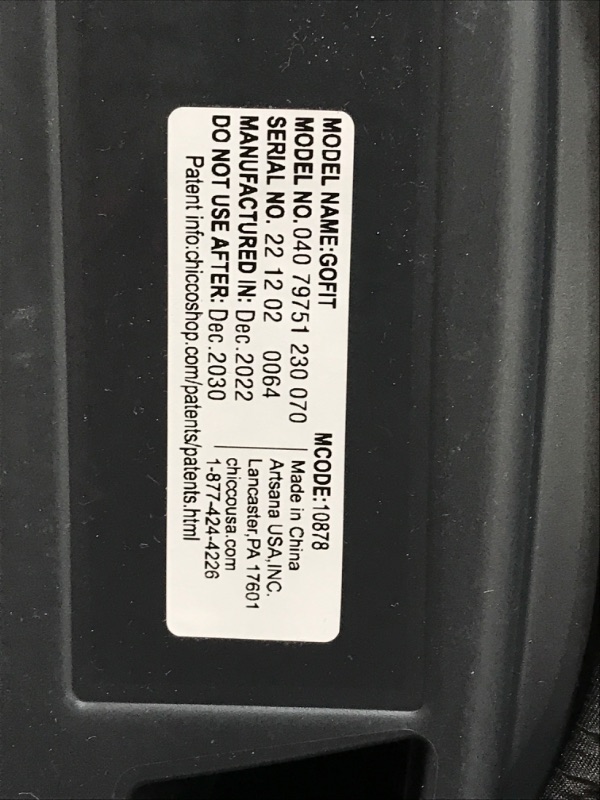 MODEL NAME:GOFIT
MODEL NO. 040 79751 230 070
SERIAL NO. 22 12 02 0064
MANUFACTURED IN: Dec.2022
DO NOT USE AFTER: Dec.2030
MCODE:10878
Made in China
Artsana USA,INC.
Lancaster,PA 17601
chiccousa.com
1-877-424-4226
Patent info:chiccoshop.com/patents/patents.html